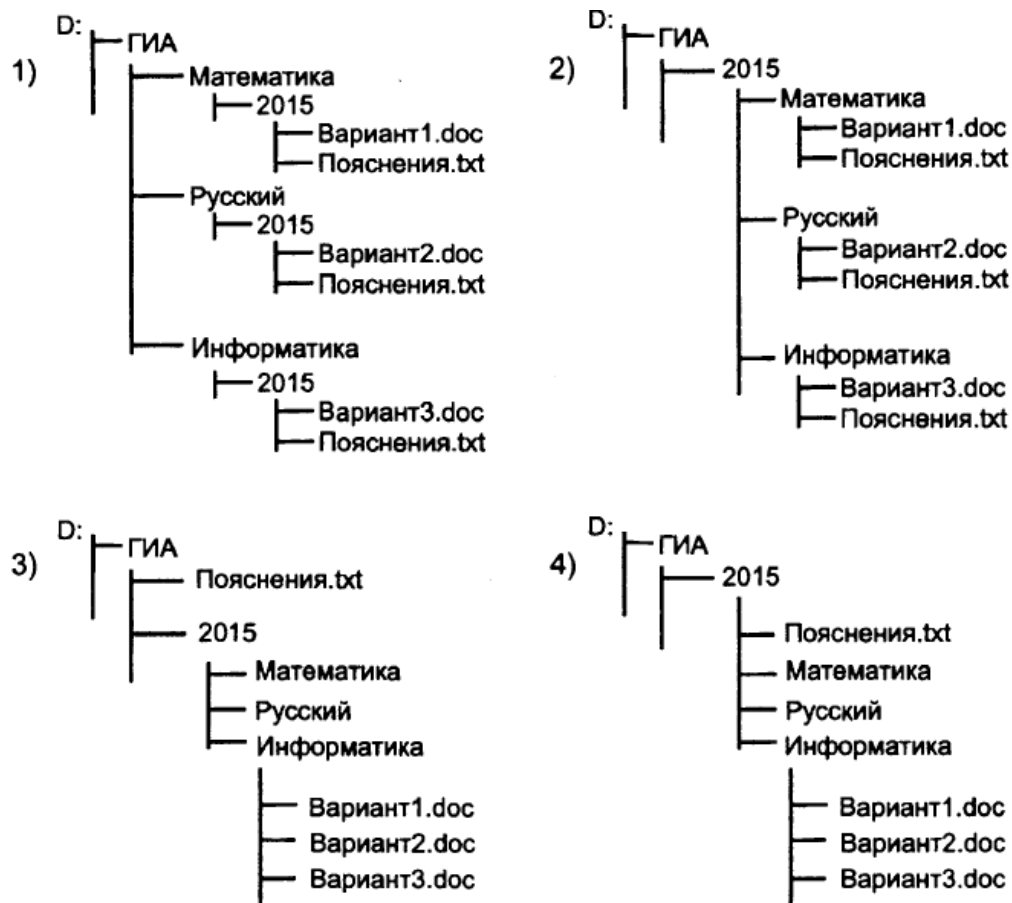 1)
D:
ГИА
Математика
2015
Вариант1.doc
Пояснения.txt
Русский
2015
Вариант2.doc
Пояснения.txt
Информатика
2015
Вариант3.doc
Пояснения.txt
2)
D:
ГИА
2015
Математика
Вариант1.doc
Пояснения.txt
Русский
Вариант2.doc
Пояснения.txt
Информатика
Вариант3.doc
Пояснения.txt
3)
D:
ГИА
Пояснения.txt
2015
Математика
Русский
Информатика
Вариант1.doc
Вариант2.doc
Вариант3.doc
4)
D:
ГИА
2015
Пояснения.txt
Математика
Русский
Информатика
Вариант1.doc
Вариант2.doc
Вариант3.doc